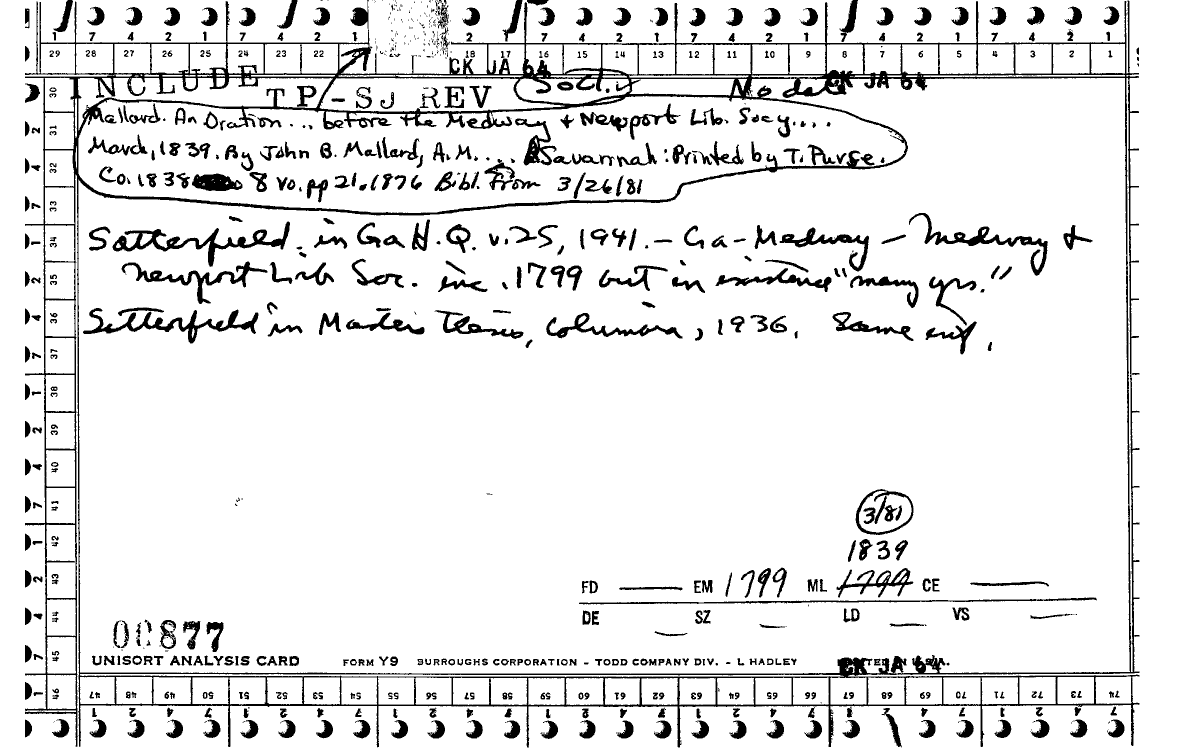 7 4 2 1 7 4 2 1 2 1 7 4 2 1 7 4 2 1 7 4 2 1
29 28 27 26 25 24 23 22 18 17 16 15 14 13 12 11 10 9 8 7 6 5 4 3 2 1
CK JA 64
INCLUDE Socl. No date CK JA 64
TP-SJ REV
Mallard. An Oration... before the Medway & Newport Lib. Socy....
March, 1839. By John B. Mallard, A.M.... Savannah: Printed by T. Purse.
Co. 1838 8 vo. pp 21. 1876 Bibl. From 3/26/81
Satterfield in Ga H.Q. v.25, 1941. - Ga-Medway - Medway &
Newport Lib Soc. inc. 1799 but in existence "many yrs."
Satterfield in Masters Thesis, Columbia, 1936. Same inf.
30
2 31
4 32
7 33
1 34
2 35
4 36
7 37
1 38
2 39
4 40
7 41
1 42
2 43
4 44
7 45
1 46
3/81
1839
FD — EM 1799 ML 1799 CE —
DE — SZ — LD — VS —
00877
UNISORT ANALYSIS CARD FORM Y9 BURROUGHS CORPORATION - TODD COMPANY DIV. - L HADLEY PRINTED IN U.S.A.
CK JA 64
47 48 49 50 51 52 53 54 55 56 57 58 59 60 61 62 63 64 65 66 67 68 69 70 71 72 73 74
1 2 4 7 1 2 4 7 1 2 4 7 1 2 4 7 1 2 4 7 1 2 4 7 1 2 4 7